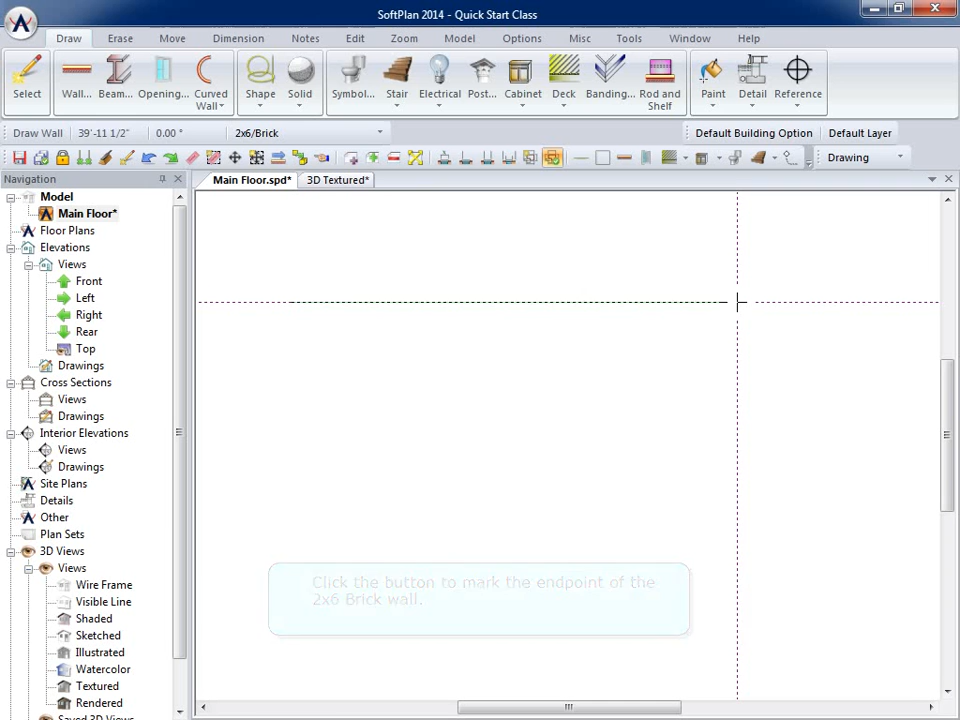 SoftPlan 2014 - Quick Start Class
Draw Erase Move Dimension Notes Edit Zoom Model Options Misc Tools Window Help
Select Wall... Beam... Opening... Curved Wall Shape Solid Symbol... Stair Electrical Post... Cabinet Deck Banding... Rod and Shelf Paint Detail Reference
Draw Wall 39'-11 1/2" 0.00 ° 2x6/Brick Default Building Option Default Layer
Drawing
Navigation
Main Floor.spd* 3D Textured*
Model
Main Floor*
Floor Plans
Elevations
Views
Front
Left
Right
Rear
Top
Drawings
Cross Sections
Views
Drawings
Interior Elevations
Views
Drawings
Site Plans
Details
Other
Plan Sets
3D Views
Views
Wire Frame
Visible Line
Shaded
Sketched
Illustrated
Watercolor
Textured
Rendered
Saved 3D Views
Click the button to mark the endpoint of the
2x6 Brick wall.